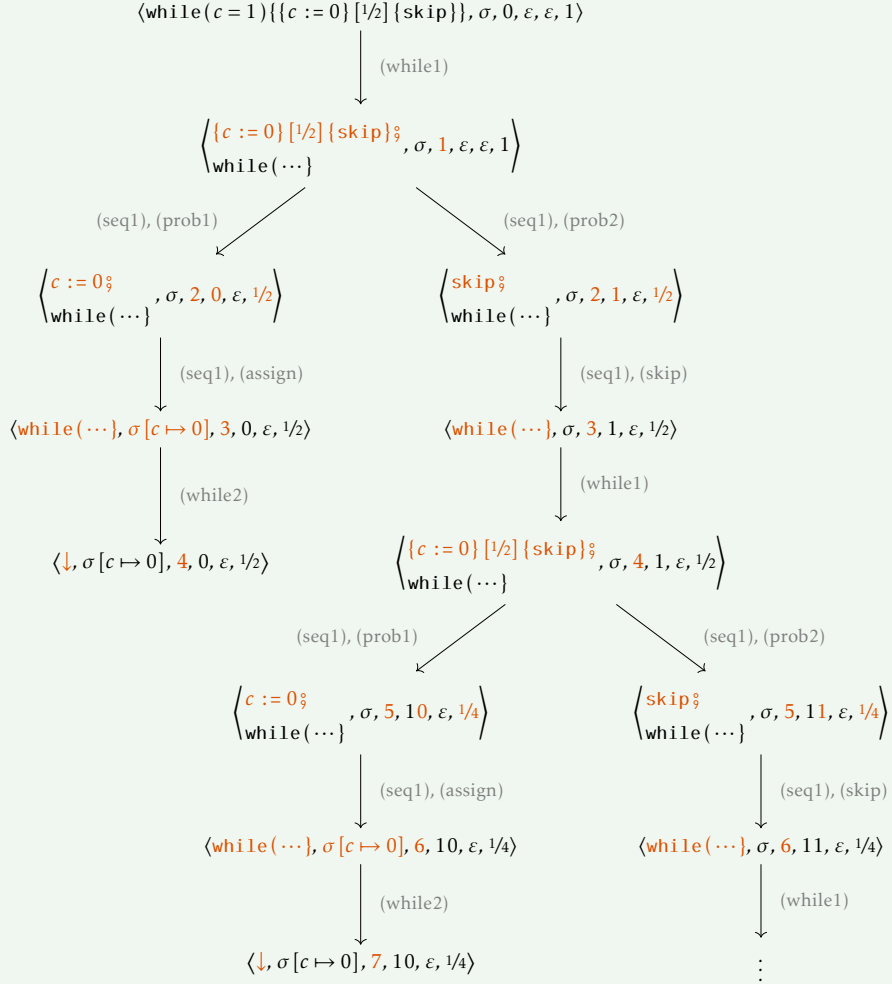 ⟨while(c = 1){{c := 0} [1/2] {skip}}, σ, 0, ε, ε, 1⟩
(while1)
⟨{c := 0} [1/2] {skip}⨟
while(⋯} , σ, 1, ε, ε, 1⟩
(seq1), (prob1)
(seq1), (prob2)
⟨c := 0⨟
while(⋯} , σ, 2, 0, ε, 1/2⟩
⟨skip⨟
while(⋯} , σ, 2, 1, ε, 1/2⟩
(seq1), (assign)
(seq1), (skip)
⟨while(⋯}, σ[c ↦ 0], 3, 0, ε, 1/2⟩
⟨while(⋯}, σ, 3, 1, ε, 1/2⟩
(while2)
(while1)
⟨↓, σ[c ↦ 0], 4, 0, ε, 1/2⟩
⟨{c := 0} [1/2] {skip}⨟
while(⋯} , σ, 4, 1, ε, 1/2⟩
(seq1), (prob1)
(seq1), (prob2)
⟨c := 0⨟
while(⋯} , σ, 5, 10, ε, 1/4⟩
⟨skip⨟
while(⋯} , σ, 5, 11, ε, 1/4⟩
(seq1), (assign)
(seq1), (skip)
⟨while(⋯}, σ[c ↦ 0], 6, 10, ε, 1/4⟩
⟨while(⋯}, σ, 6, 11, ε, 1/4⟩
(while2)
(while1)
⟨↓, σ[c ↦ 0], 7, 10, ε, 1/4⟩
⋮